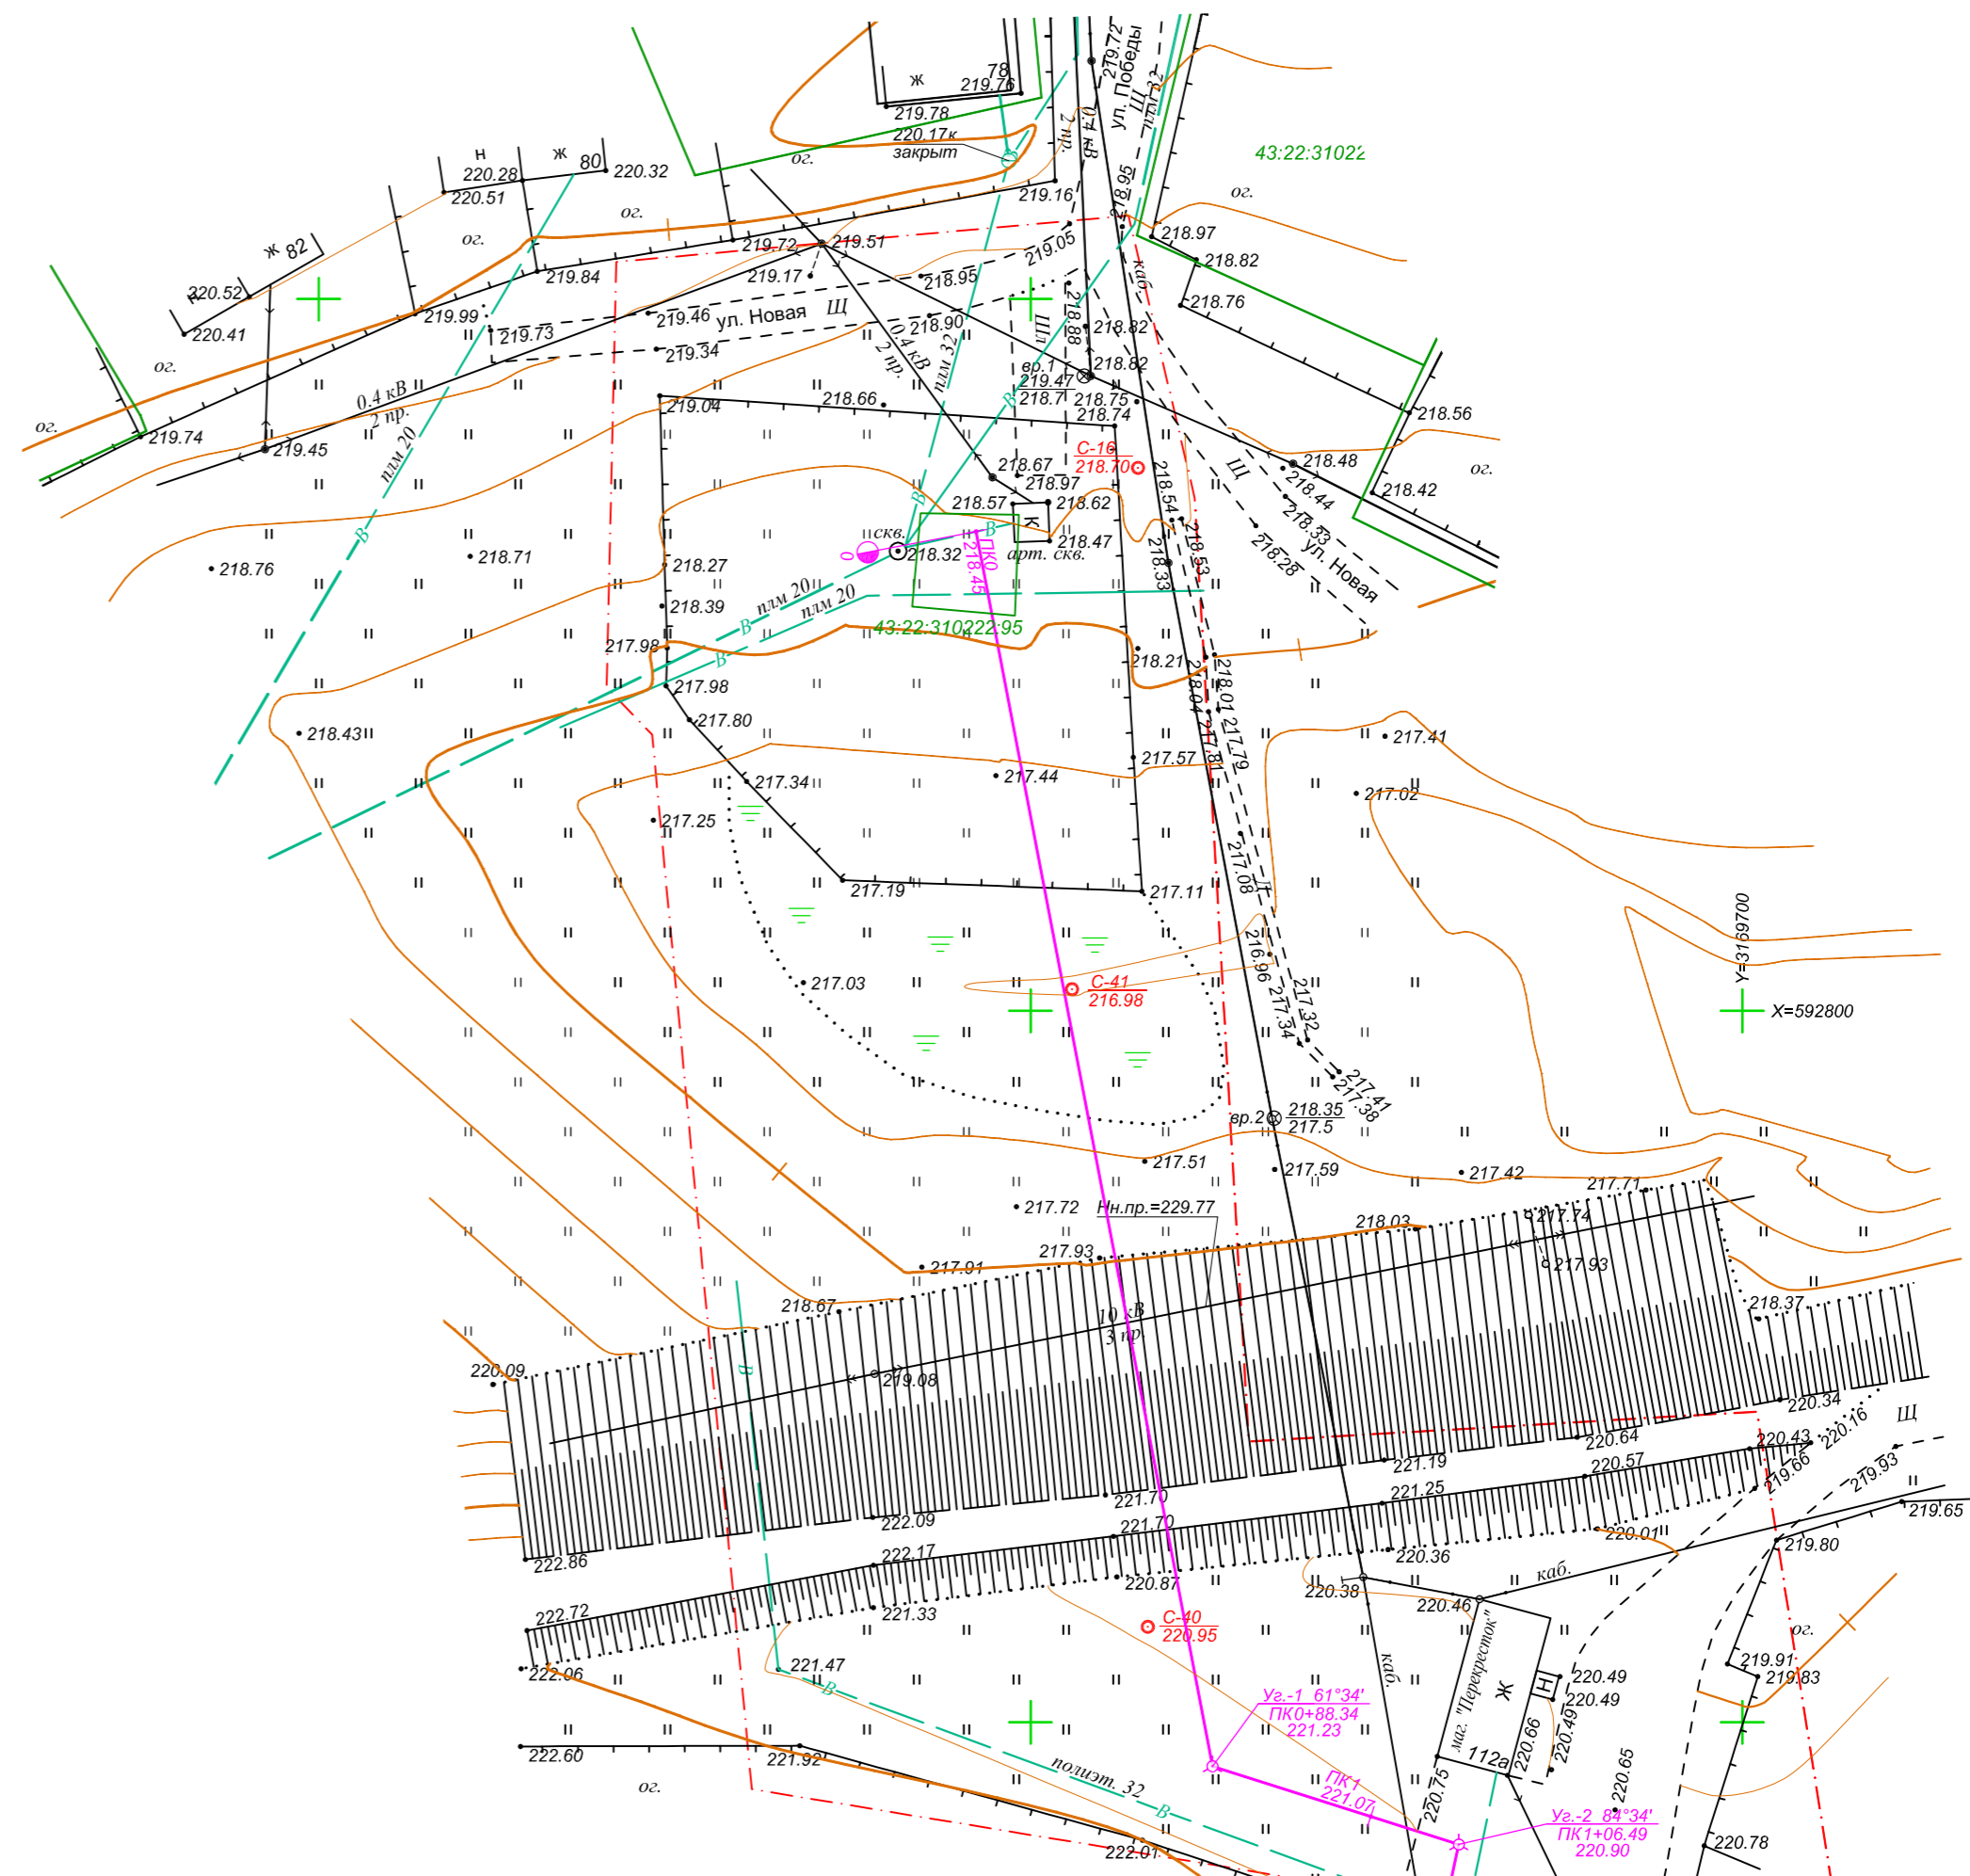 219.72
ул. Победы
Щ
плм 32
ж
78
219.76
219.78
220.17к
закрыт
0.4 кВ
2 пр.
43:22:31022
н
ж
80
220.28
220.32
220.51
ог.
219.16
218.95
ог.
ог.
ог.
219.72
219.51
219.05
218.97
218.82
ж
82
219.84
219.17
218.95
каб.
218.76
220.52
220.41
219.99
219.73
219.46
ул. Новая
Щ
218.90
218.88
218.82
219.34
0.4 кВ
2 пр.
плм 32
Шл
вр.1
219.47
218.7
218.82
218.75
218.74
ог.
ог.
219.74
0.4 кВ
2 пр.
219.45
плм 20
219.04
218.66
218.56
С-16
218.70
Щ
218.48
218.44
218.42
ог.
218.67
218.97
218.57
218.62
К
218.54
218.53
218.33
218.28
ул. Новая
В
скв.
0
218.32
ПК0
218.45
218.47
арт. скв.
218.33
218.76
218.71
218.27
218.39
плм 20
плм 20
В
В
43:22:310222:95
217.98
217.98
217.80
218.21
218.04
218.01
218.43
217.81
217.79
217.41
217.57
217.34
217.44
217.02
217.25
217.08
217.19
217.11
Y=3169700
X=592800
216.96
217.03
С-41
216.98
217.34
217.32
217.41
217.38
вр.2
218.35
217.5
217.51
217.59
217.42
217.71
217.72
Нн.пр.=229.77
218.03
217.74
217.93
217.93
217.91
218.67
10 кВ
3 пр.
218.37
220.09
В
219.08
220.34
220.16
Щ
220.64
220.43
221.19
220.57
219.66
219.93
221.70
221.25
222.09
221.70
219.65
222.86
222.17
220.01
219.80
220.36
220.87
220.38
каб.
220.46
222.72
221.33
С-40
220.95
маг. "Перекресток"
ог.
222.06
221.47
каб.
Ж
Н
220.49
220.49
220.49
219.91
219.83
В
Уг.-1 61°34'
ПК0+88.34
221.23
222.60
221.92
ог.
полиэт. 32
В
ПК1
221.07
112а
220.66
220.75
220.65
Уг.-2 84°34'
ПК1+06.49
220.90
220.78
222.01